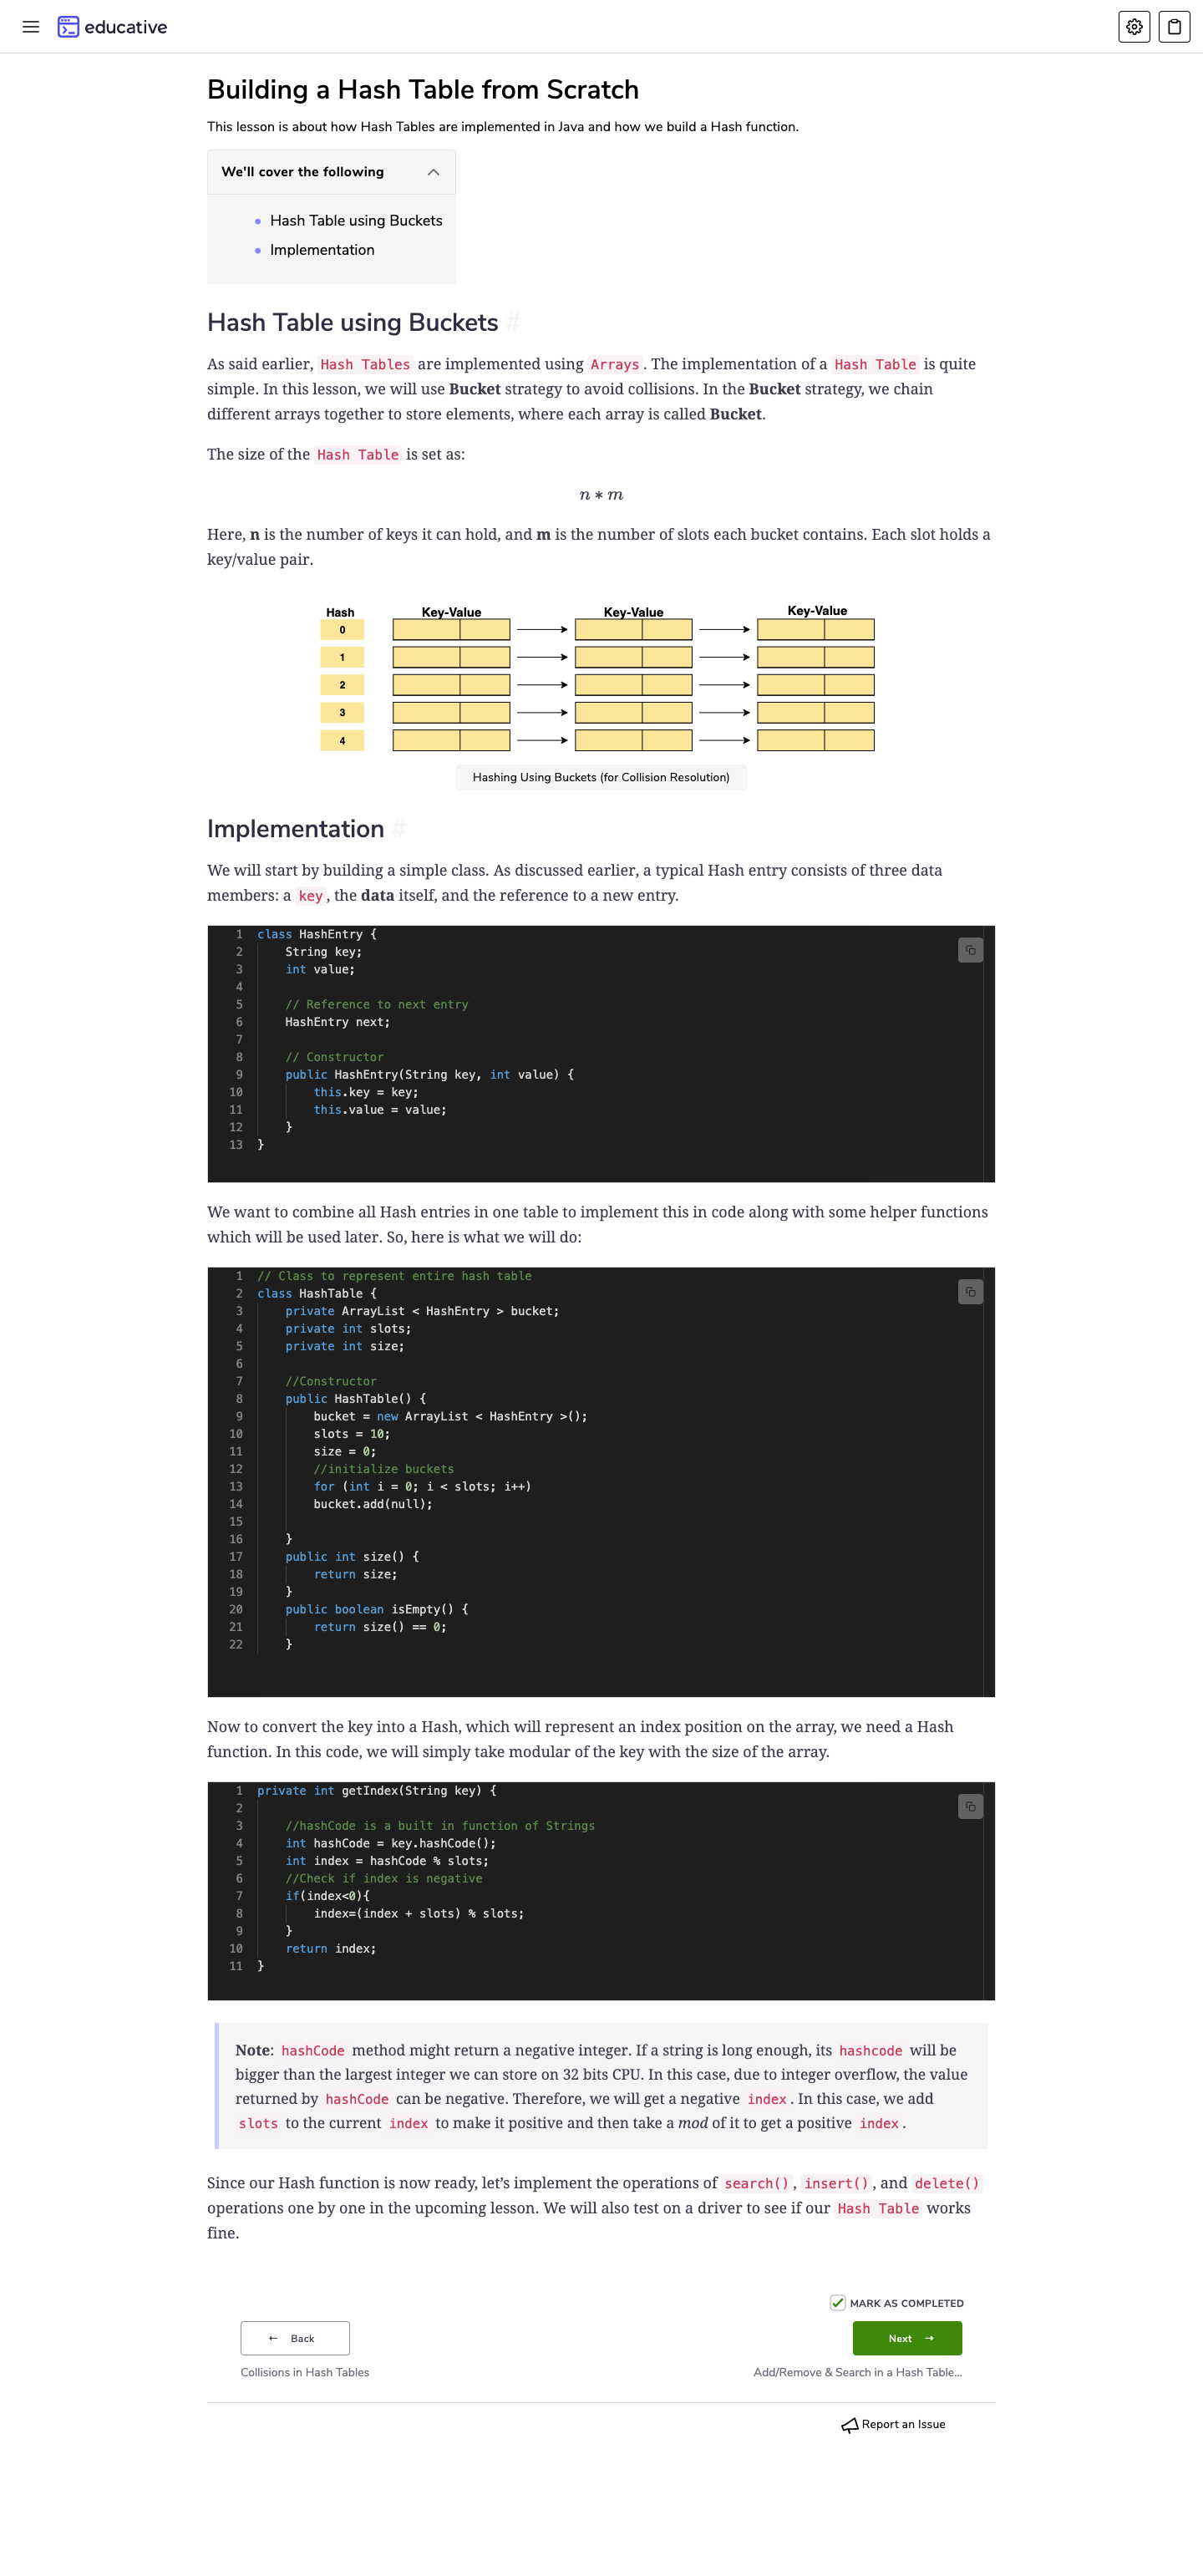 educative
Building a Hash Table from Scratch
This lesson is about how Hash Tables are implemented in Java and how we build a Hash function.
We'll cover the following
Hash Table using Buckets
Implementation
Hash Table using Buckets #
As said earlier, Hash Tables are implemented using Arrays. The implementation of a Hash Table is quite
simple. In this lesson, we will use Bucket strategy to avoid collisions. In the Bucket strategy, we chain
different arrays together to store elements, where each array is called Bucket.
The size of the Hash Table is set as:
n ∗ m
Here, n is the number of keys it can hold, and m is the number of slots each bucket contains. Each slot holds a
key/value pair.
Hash Key-Value Key-Value Key-Value
0
1
2
3
4
Hashing Using Buckets (for Collision Resolution)
Implementation #
We will start by building a simple class. As discussed earlier, a typical Hash entry consists of three data
members: a key, the data itself, and the reference to a new entry.
1 class HashEntry {
2     String key;
3     int value;
4
5     // Reference to next entry
6     HashEntry next;
7
8     // Constructor
9     public HashEntry(String key, int value) {
10         this.key = key;
11         this.value = value;
12     }
13 }
We want to combine all Hash entries in one table to implement this in code along with some helper functions
which will be used later. So, here is what we will do:
1 // Class to represent entire hash table
2 class HashTable {
3     private ArrayList < HashEntry > bucket;
4     private int slots;
5     private int size;
6
7     //Constructor
8     public HashTable() {
9         bucket = new ArrayList < HashEntry >();
10         slots = 10;
11         size = 0;
12         //initialize buckets
13         for (int i = 0; i < slots; i++)
14         bucket.add(null);
15
16     }
17     public int size() {
18         return size;
19     }
20     public boolean isEmpty() {
21         return size() == 0;
22     }
Now to convert the key into a Hash, which will represent an index position on the array, we need a Hash
function. In this code, we will simply take modular of the key with the size of the array.
1 private int getIndex(String key) {
2
3     //hashCode is a built in function of Strings
4     int hashCode = key.hashCode();
5     int index = hashCode % slots;
6     //Check if index is negative
7     if(index<0){
8         index=(index + slots) % slots;
9     }
10     return index;
11 }
Note: hashCode method might return a negative integer. If a string is long enough, its hashcode will be
bigger than the largest integer we can store on 32 bits CPU. In this case, due to integer overflow, the value
returned by hashCode can be negative. Therefore, we will get a negative index. In this case, we add
slots to the current index to make it positive and then take a mod of it to get a positive index.
Since our Hash function is now ready, let’s implement the operations of search(), insert(), and delete()
operations one by one in the upcoming lesson. We will also test on a driver to see if our Hash Table works
fine.
MARK AS COMPLETED
← Back
Next →
Collisions in Hash Tables
Add/Remove & Search in a Hash Table...
Report an Issue